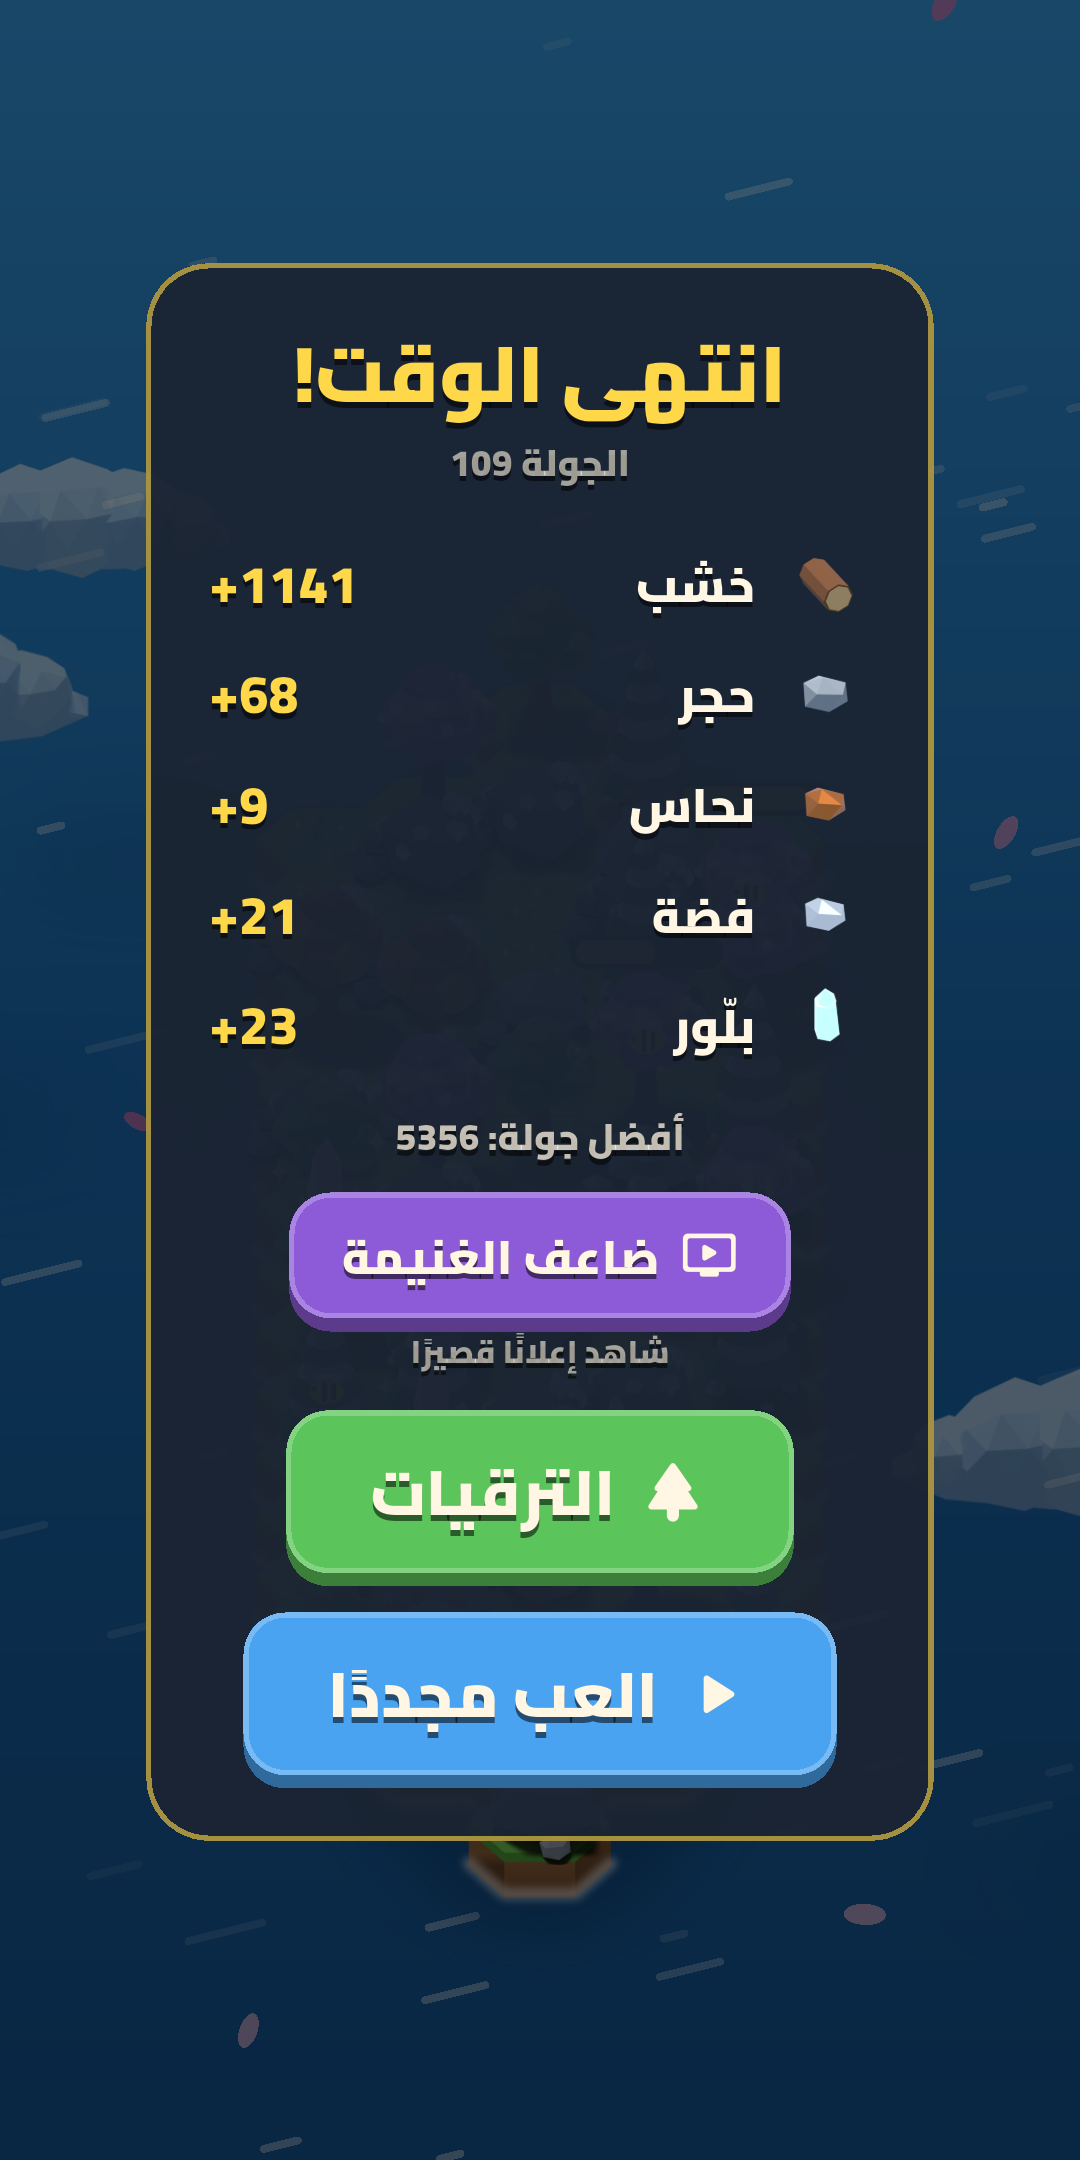 انتهى الوقت!
الجولة 109
خشب +1141
حجر +68
نحاس +9
فضة +21
بلّور +23
أفضل جولة: 5356
ضاعف الغنيمة
شاهد إعلانًا قصيرًا
الترقيات
العب مجددًا